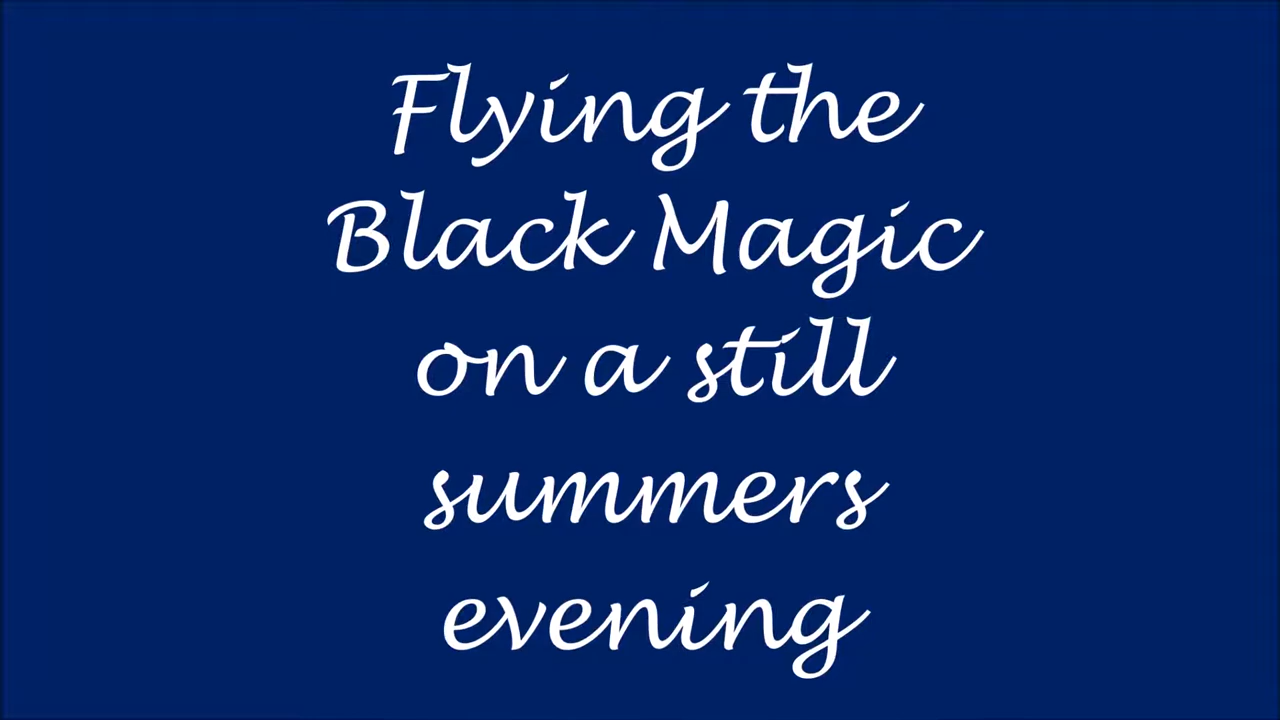 Flying the
Black Magic
on a still
summers
evening